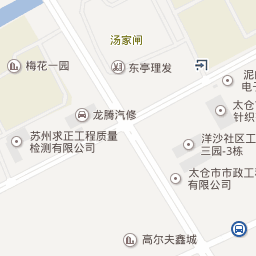 汤家闸
梅花一园
东亭理发
泥
电子
龙腾汽修
太仓市
针织
苏州求正工程质量
检测有限公司
洋沙社区工
三园-3栋
太仓市市政工程
有限公司
高尔夫鑫城